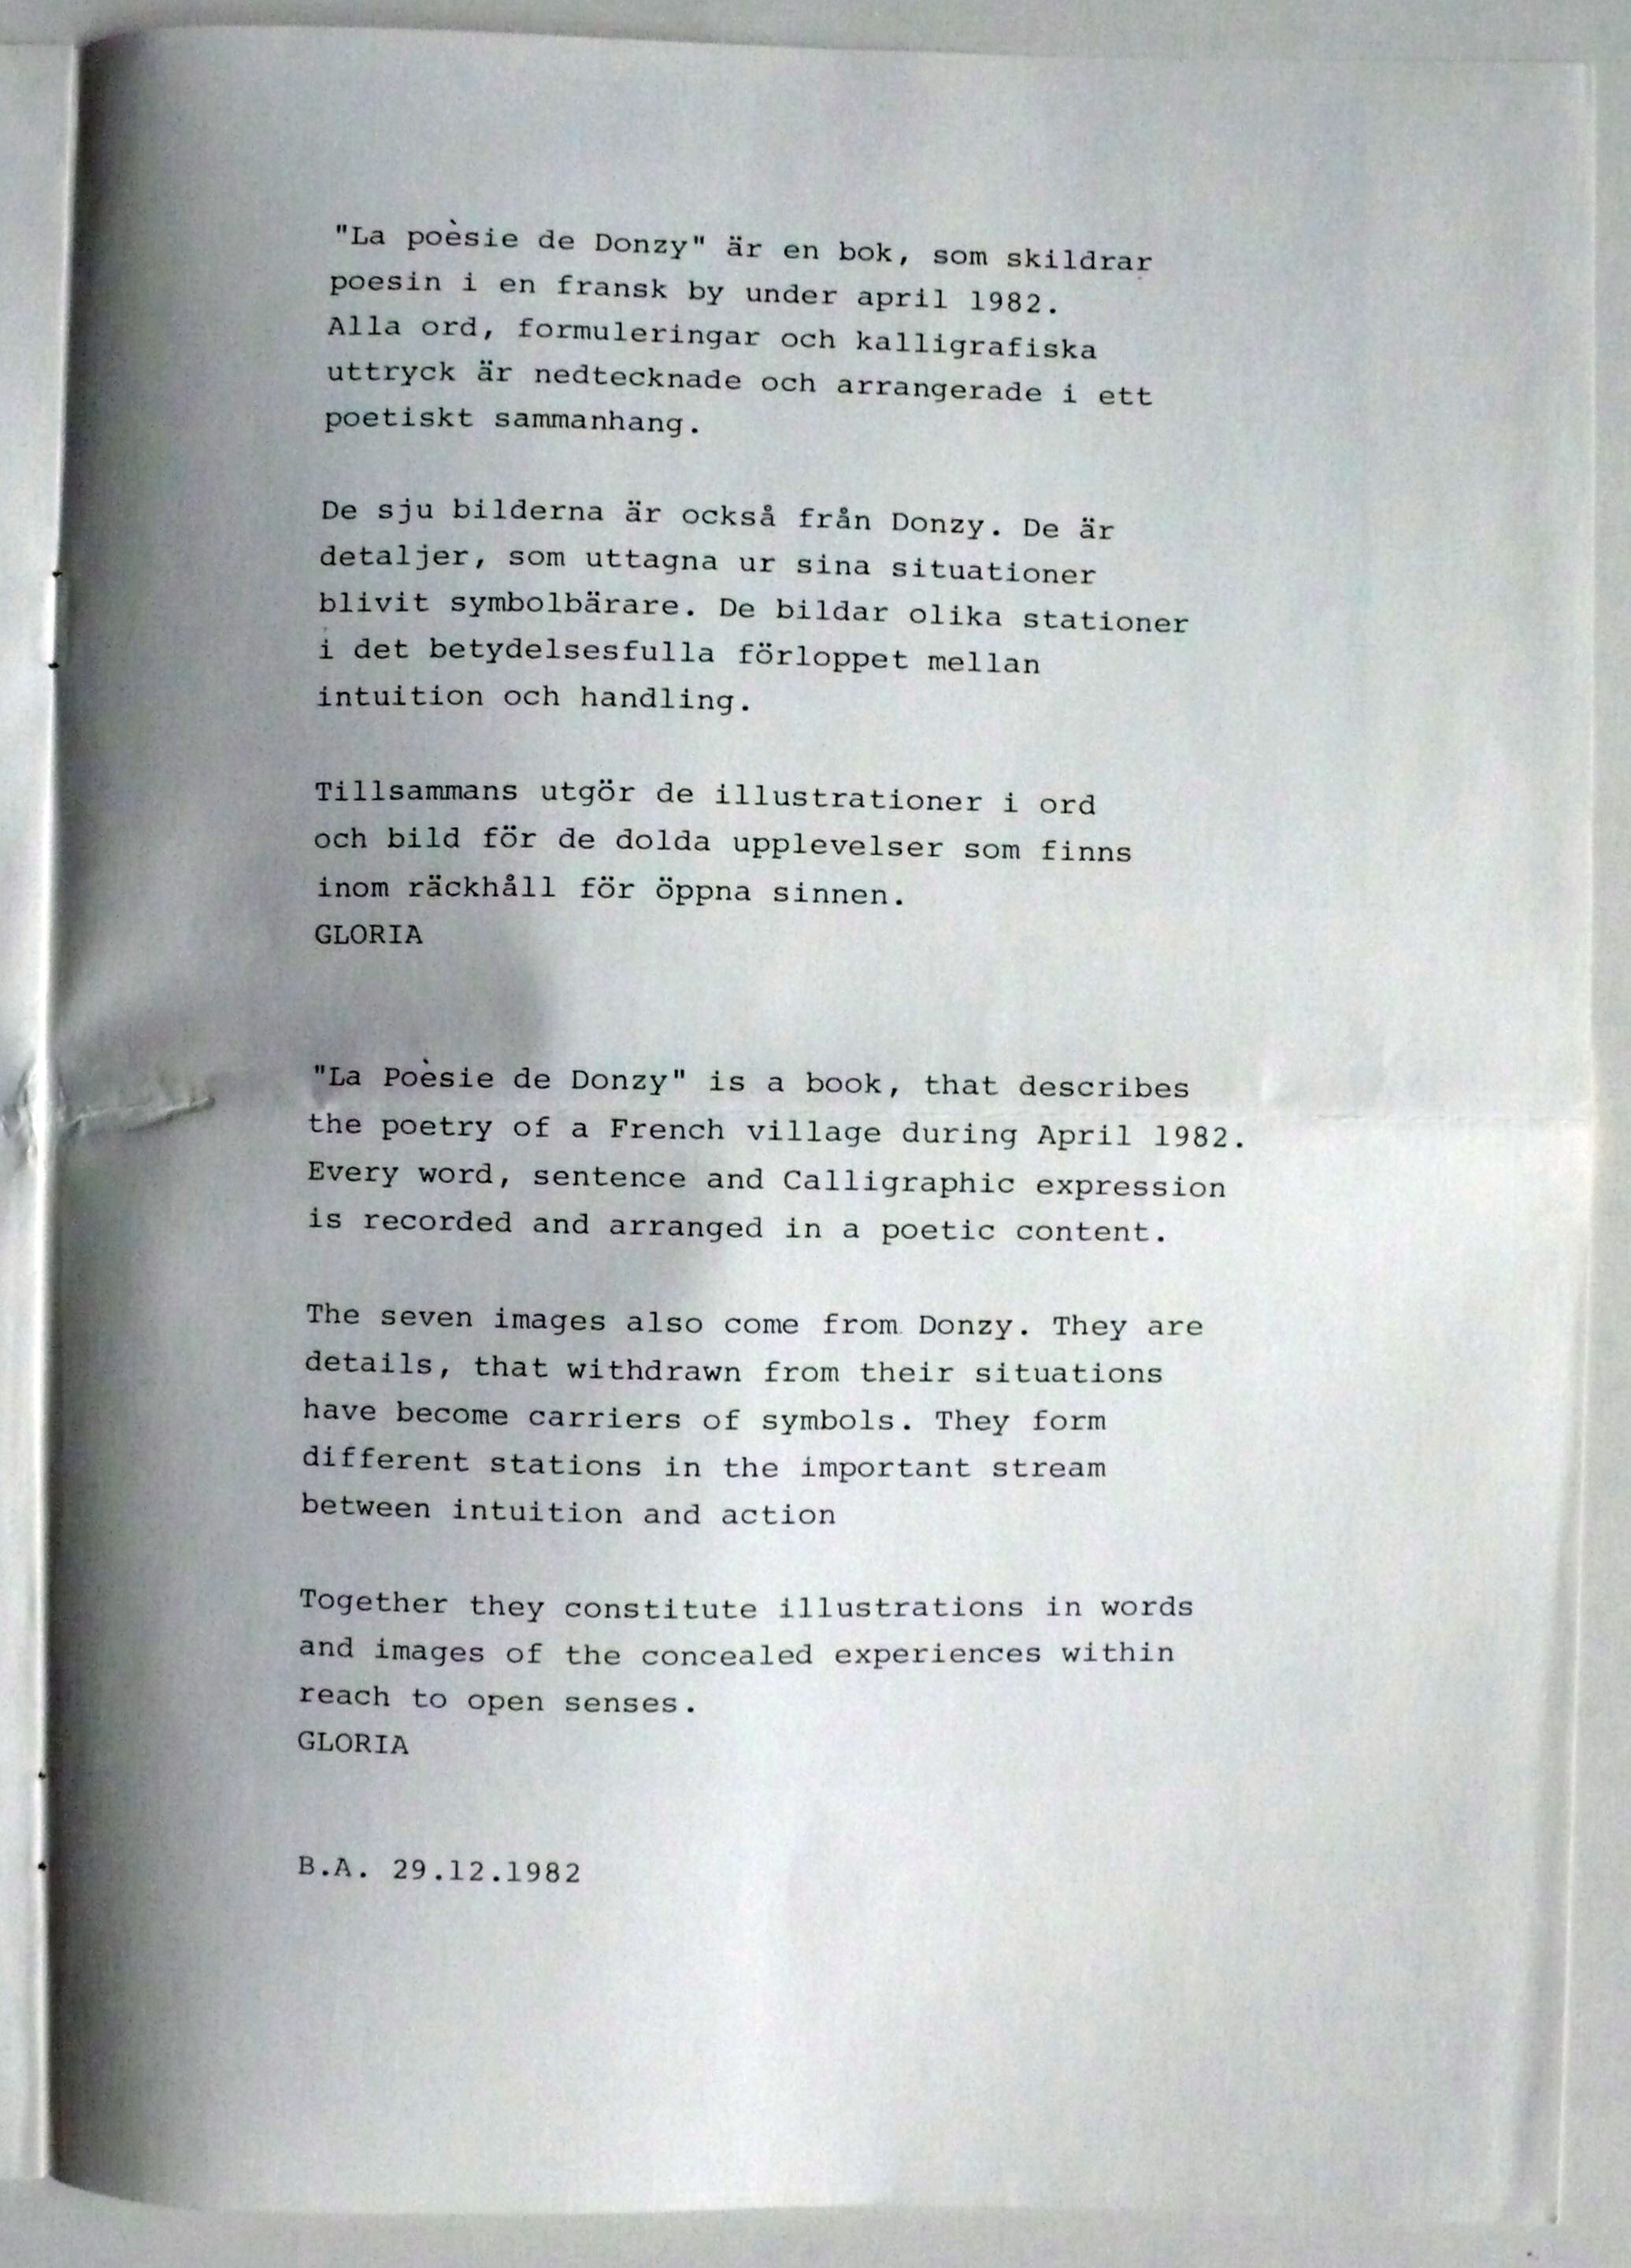 "La poèsie de Donzy" är en bok, som skildrar
poesin i en fransk by under april 1982.
Alla ord, formuleringar och kalligrafiska
uttryck är nedtecknade och arrangerade i ett
poetiskt sammanhang.
De sju bilderna är också från Donzy. De är
detaljer, som uttagna ur sina situationer
blivit symbolbärare. De bildar olika stationer
i det betydelsesfulla förloppet mellan
intuition och handling.
Tillsammans utgör de illustrationer i ord
och bild för de dolda upplevelser som finns
inom räckhåll för öppna sinnen.
GLORIA
"La Poèsie de Donzy" is a book, that describes
the poetry of a French village during April 1982.
Every word, sentence and Calligraphic expression
is recorded and arranged in a poetic content.
The seven images also come from Donzy. They are
details, that withdrawn from their situations
have become carriers of symbols. They form
different stations in the important stream
between intuition and action
Together they constitute illustrations in words
and images of the concealed experiences within
reach to open senses.
GLORIA
B.A. 29.12.1982